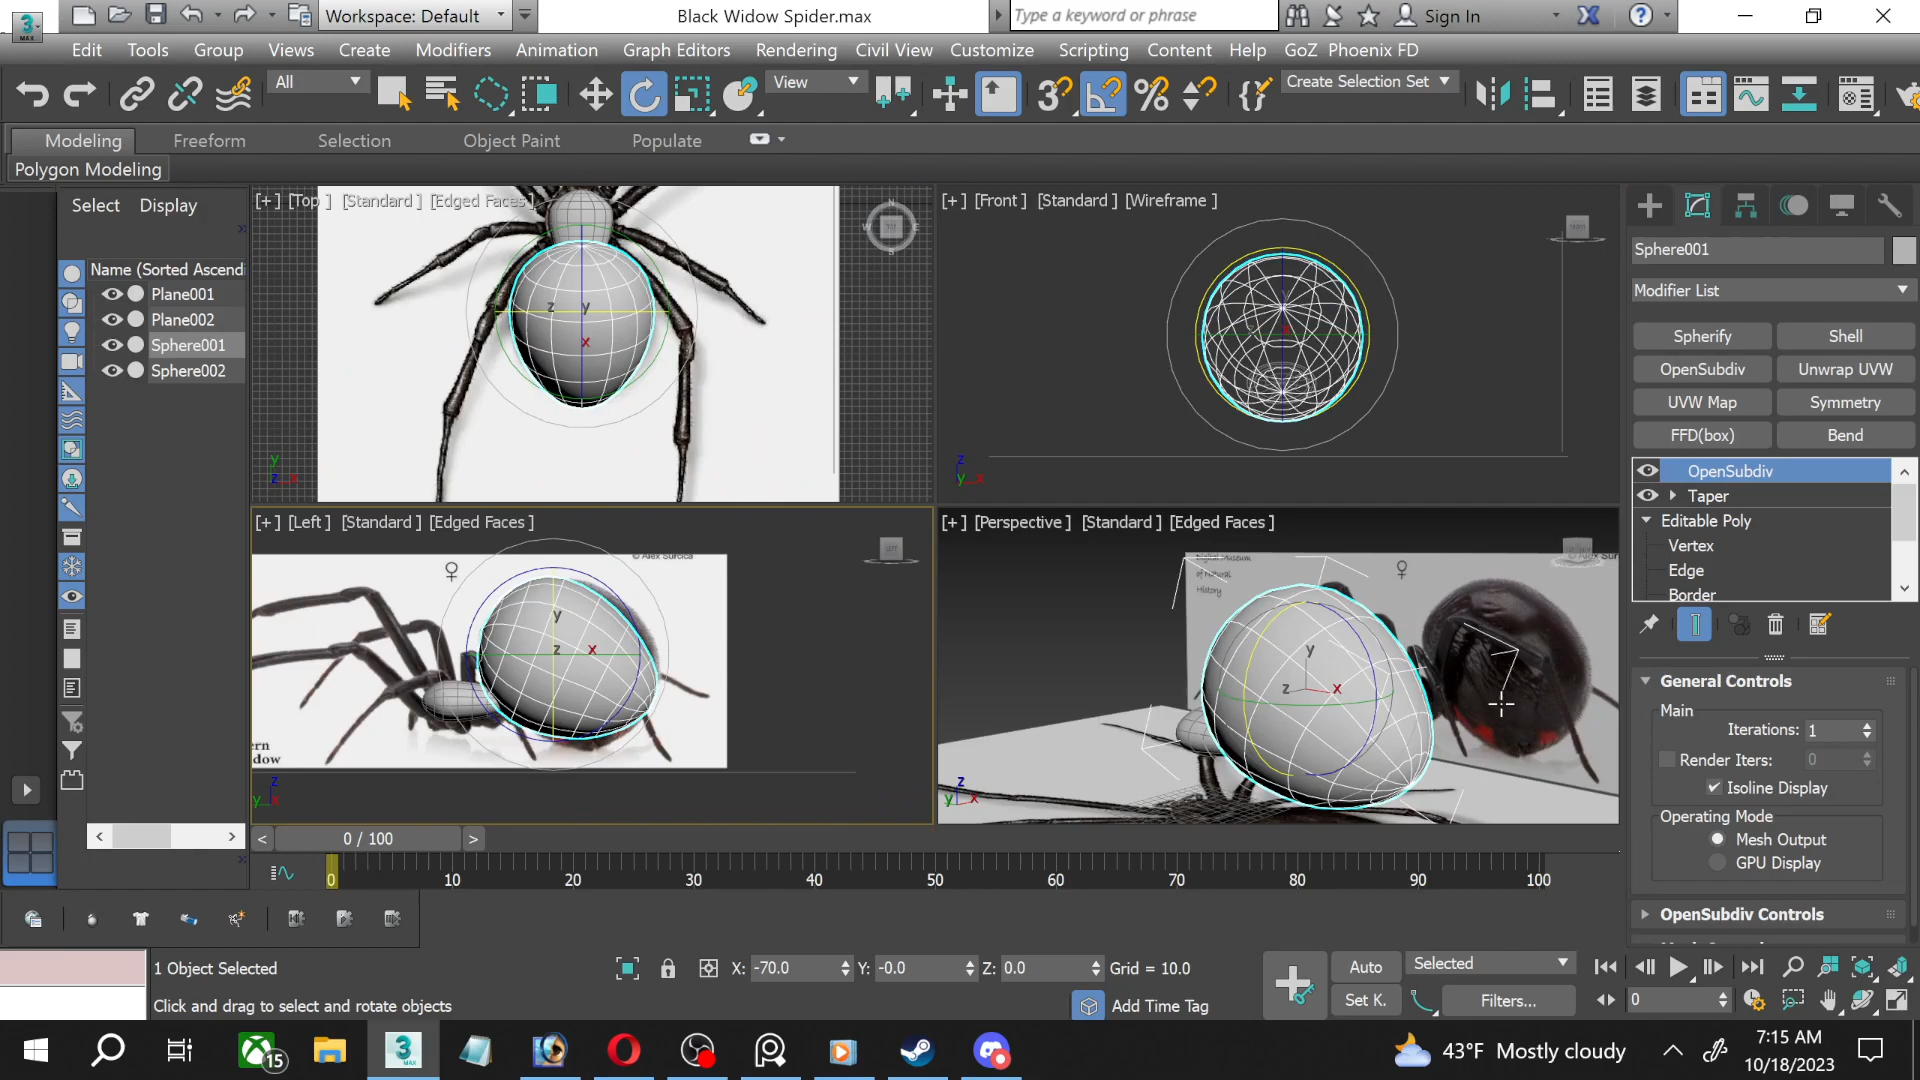 Workspace: Default
Black Widow Spider.max
Type a keyword or phrase
Sign In
Edit Tools Group Views Create Modifiers Animation Graph Editors Rendering Civil View Customize Scripting Content Help GoZ Phoenix FD
All
View
Create Selection Set
Modeling Freeform Selection Object Paint Populate
Polygon Modeling
Select Display
Name (Sorted Ascendi
Plane001
Plane002
Sphere001
Sphere002
[+] [Top ] [Standard ] [Edged Faces ]
[+] [Front ] [Standard ] [Wireframe ]
[+] [Left ] [Standard ] [Edged Faces ]
[+] [Perspective ] [Standard ] [Edged Faces ]
© Alex Surcica
ern
dow
Museum
of Natural
History
Sphere001
Modifier List
Spherify Shell
OpenSubdiv Unwrap UVW
UVW Map Symmetry
FFD(box) Bend
OpenSubdiv
Taper
Editable Poly
Vertex
Edge
Border
General Controls
Main
Iterations: 1
Render Iters: 0
Isoline Display
Operating Mode
Mesh Output
GPU Display
OpenSubdiv Controls
0 / 100
0 10 20 30 40 50 60 70 80 90 100
1 Object Selected
X: -70.0 Y: -0.0 Z: 0.0 Grid = 10.0
Auto Selected
Click and drag to select and rotate objects
Add Time Tag
Set K. Filters... 0
15
43°F Mostly cloudy
7:15 AM
10/18/2023